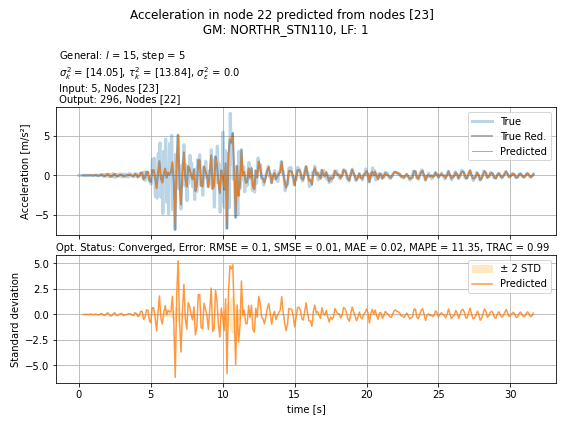 Acceleration in node 22 predicted from nodes [23]
GM: NORTHR_STN110, LF: 1
General: l = 15, step = 5
σ²ₖ = [14.05], τ²ₖ = [13.84], σ²ε = 0.0
Input: 5, Nodes [23]
Output: 296, Nodes [22]
Acceleration [m/s²]
5
0
−5
True
True Red.
Predicted
Opt. Status: Converged, Error: RMSE = 0.1, SMSE = 0.01, MAE = 0.02, MAPE = 11.35, TRAC = 0.99
Standard deviation
5.0
2.5
0.0
−2.5
−5.0
± 2 STD
Predicted
0 5 10 15 20 25 30
time [s]